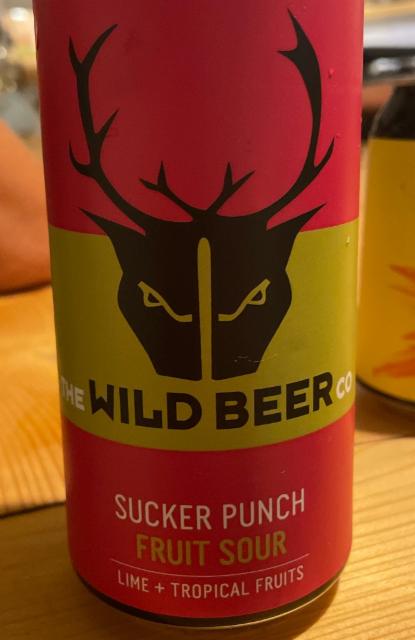 THE WILD BEER CO
SUCKER PUNCH
FRUIT SOUR
LIME + TROPICAL FRUITS